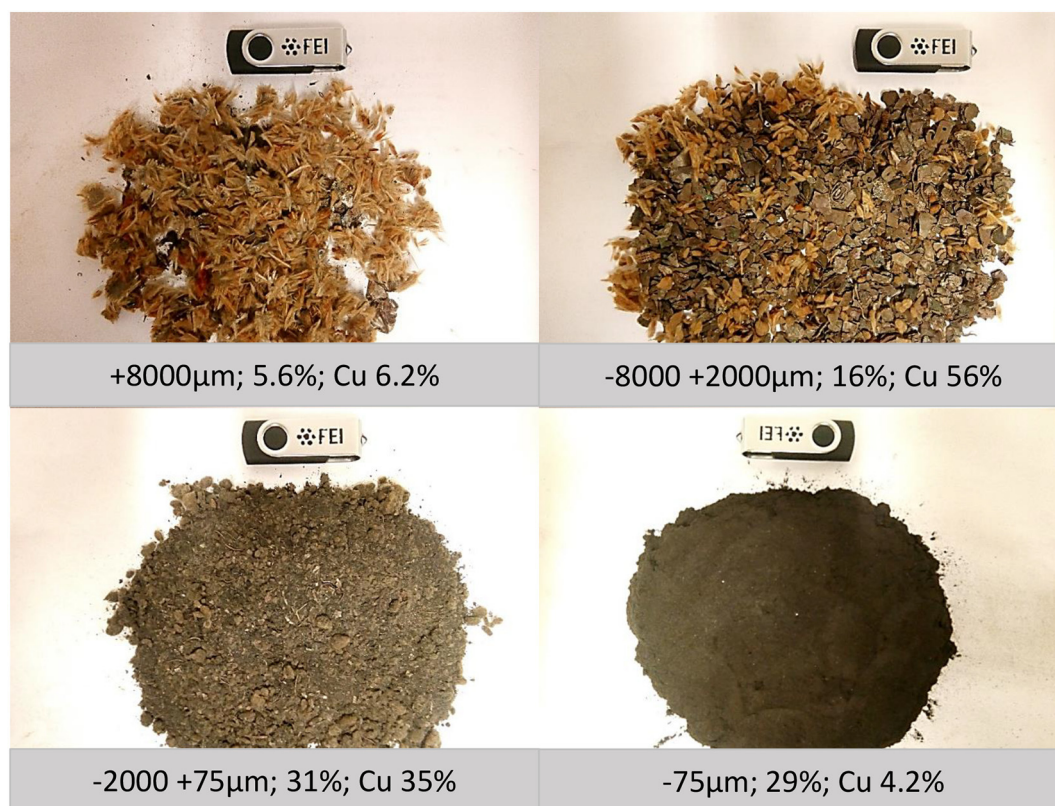 FEI
FEI
+8000µm; 5.6%; Cu 6.2%
-8000 +2000µm; 16%; Cu 56%
FEI
FEI
-2000 +75µm; 31%; Cu 35%
-75µm; 29%; Cu 4.2%